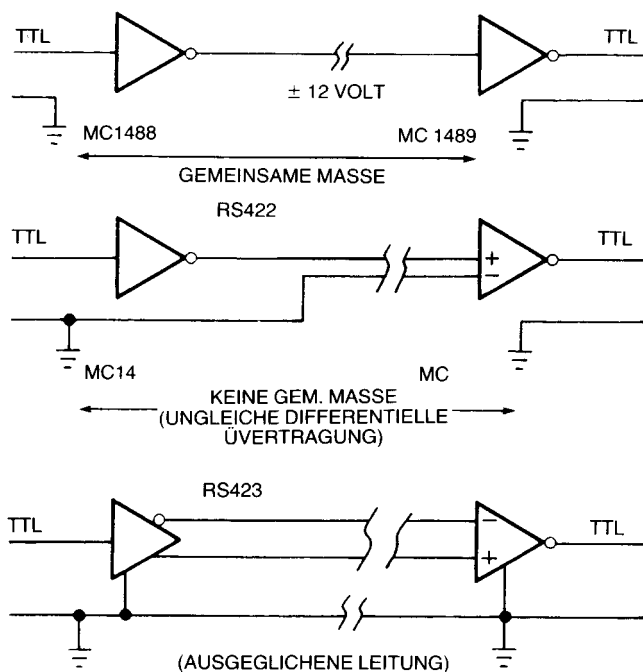 TTL TTL
± 12 VOLT
MC1488 MC 1489
GEMEINSAME MASSE
RS422
TTL TTL
+
−
MC14 MC
KEINE GEM. MASSE
(UNGLEICHE DIFFERENTIELLE
ÜVERTRAGUNG)
RS423
TTL TTL
−
+
(AUSGEGLICHENE LEITUNG)